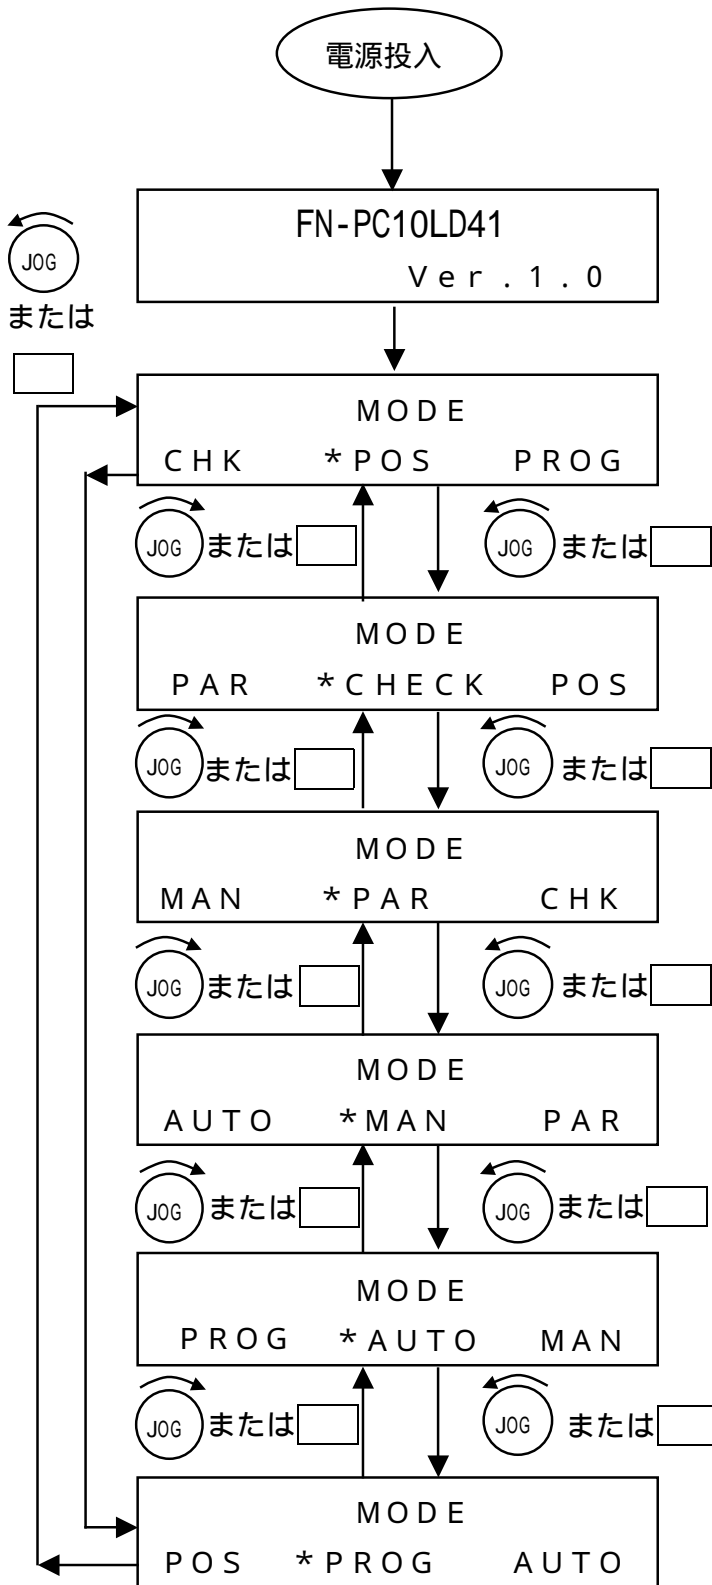 電源投入
FN-PC10LD41
Ver.1.0
JOG
または
MODE
CHK *POS PROG
JOG または JOG または
MODE
PAR *CHECK POS
JOG または JOG または
MODE
MAN *PAR CHK
JOG または JOG または
MODE
AUTO *MAN PAR
JOG または JOG または
MODE
PROG *AUTO MAN
JOG または JOG または
MODE
POS *PROG AUTO